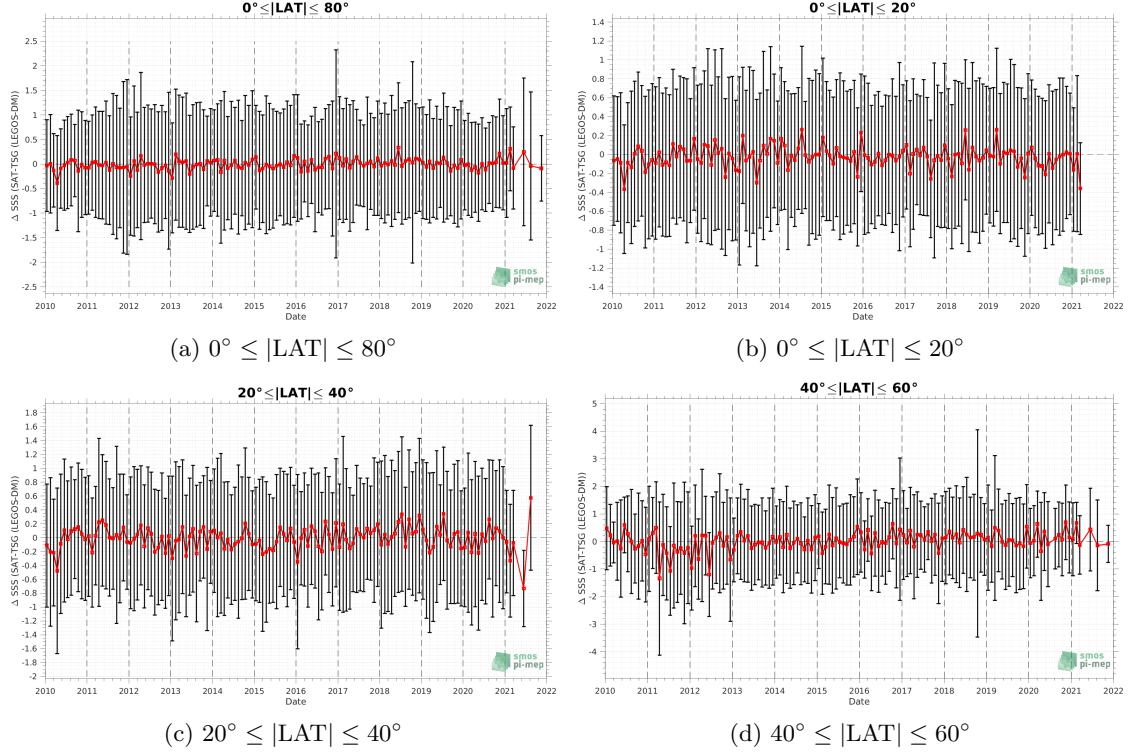 0°≤|LAT|≤ 80°
Δ SSS (SAT-TSG (LEGOS-DM))
2.5
2
1.5
1
0.5
0
-0.5
-1
-1.5
-2
-2.5
2010 2011 2012 2013 2014 2015 2016 2017 2018 2019 2020 2021 2022
Date
smos
pi-mep
(a) 0° ≤ |LAT| ≤ 80°
0°≤|LAT|≤ 20°
Δ SSS (SAT-TSG (LEGOS-DM))
1.4
1.2
1
0.8
0.6
0.4
0.2
0
-0.2
-0.4
-0.6
-0.8
-1
-1.2
-1.4
2010 2011 2012 2013 2014 2015 2016 2017 2018 2019 2020 2021 2022
Date
smos
pi-mep
(b) 0° ≤ |LAT| ≤ 20°
20°≤|LAT|≤ 40°
Δ SSS (SAT-TSG (LEGOS-DM))
1.8
1.6
1.4
1.2
1
0.8
0.6
0.4
0.2
0
-0.2
-0.4
-0.6
-0.8
-1
-1.2
-1.4
-1.6
-1.8
-2
2010 2011 2012 2013 2014 2015 2016 2017 2018 2019 2020 2021 2022
Date
smos
pi-mep
(c) 20° ≤ |LAT| ≤ 40°
40°≤|LAT|≤ 60°
Δ SSS (SAT-TSG (LEGOS-DM))
5
4
3
2
1
0
-1
-2
-3
-4
2010 2011 2012 2013 2014 2015 2016 2017 2018 2019 2020 2021 2022
Date
smos
pi-mep
(d) 40° ≤ |LAT| ≤ 60°